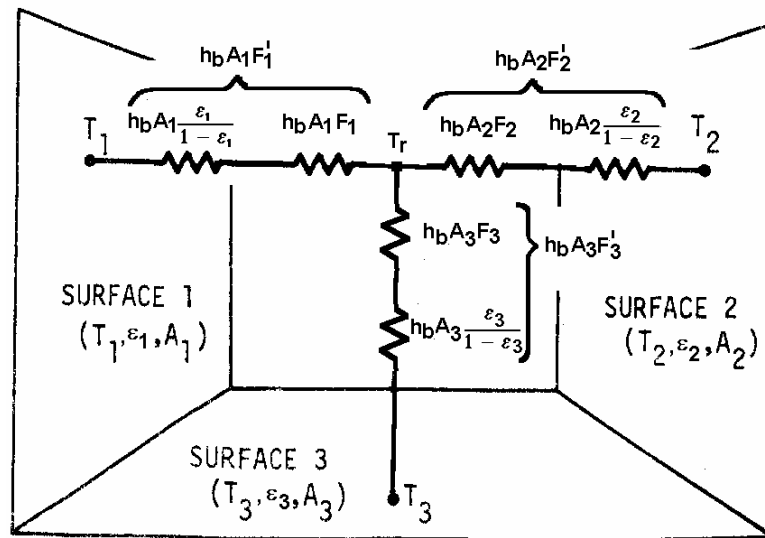 hbA1F1' hbA2F2'
hbA1 ε1/1 − ε1 hbA1F1 Tr hbA2F2 hbA2 ε2/1 − ε2
T1 T2
hbA3F3
hbA3F3'
hbA3 ε3/1 − ε3
SURFACE 1
(T1,ε1,A1)
SURFACE 2
(T2,ε2,A2)
SURFACE 3
(T3,ε3,A3)
T3